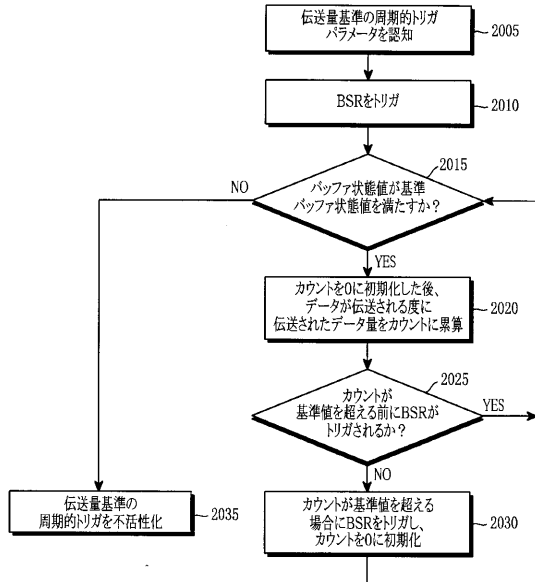 伝送量基準の周期的トリガ
パラメータを認知
2005
BSRをトリガ
2010
2015
バッファ状態値が基準
バッファ状態値を満たすか？
NO
YES
カウントを0に初期化した後、
データが伝送される度に
伝送されたデータ量をカウントに累算
2020
2025
カウントが
基準値を超える前にBSRが
トリガされるか？
YES
NO
伝送量基準の
周期的トリガを不活性化
2035
カウントが基準値を超える
場合にBSRをトリガし、
カウントを0に初期化
2030